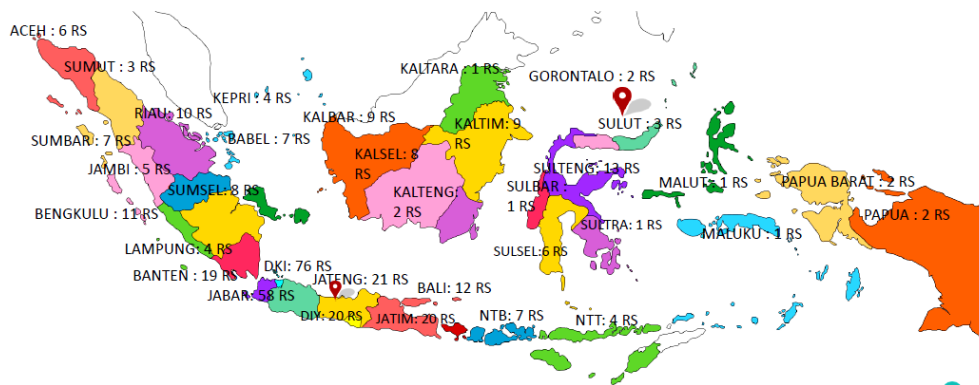 ACEH : 6 RS
SUMUT : 3 RS
KALTARA : 1 RS
GORONTALO : 2 RS
KEPRI : 4 RS
RIAU: 10 RS
KALBAR : 9 RS
KALTIM: 9
RS
SULUT : 3 RS
SUMBAR : 7 RS
BABEL : 7 RS
KALSEL: 8
RS
JAMBI : 5 RS
SULTENG: 13 RS
SUMSEL: 8 RS
KALTENG:
2 RS
SULBAR :
1 RS
MALUT: 1 RS
PAPUA BARAT : 2 RS
BENGKULU : 11 RS
PAPUA : 2 RS
SULTRA: 1 RS
MALUKU : 1 RS
LAMPUNG: 4 RS
SULSEL:6 RS
DKI: 76 RS
BANTEN : 19 RS
JATENG: 21 RS
BALI: 12 RS
JABAR: 58 RS
DIY: 20 RS
JATIM: 20 RS
NTB: 7 RS
NTT: 4 RS